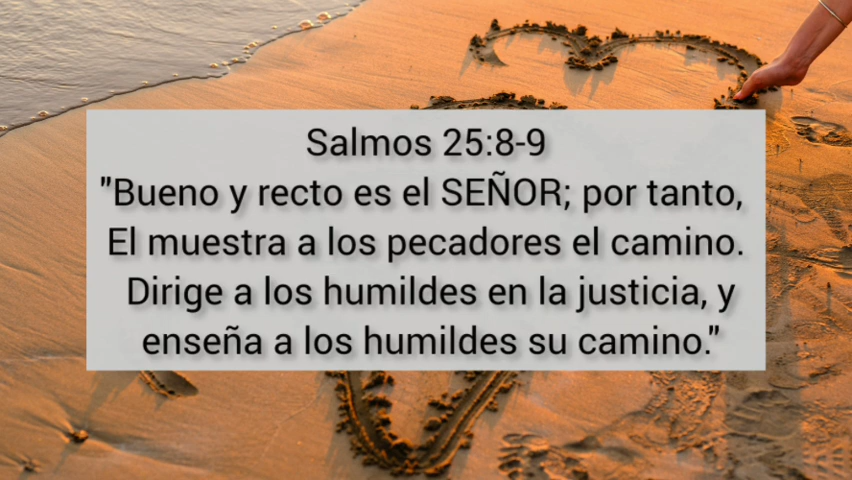 Salmos 25:8-9
"Bueno y recto es el SEÑOR; por tanto,
El muestra a los pecadores el camino.
Dirige a los humildes en la justicia, y
enseña a los humildes su camino."